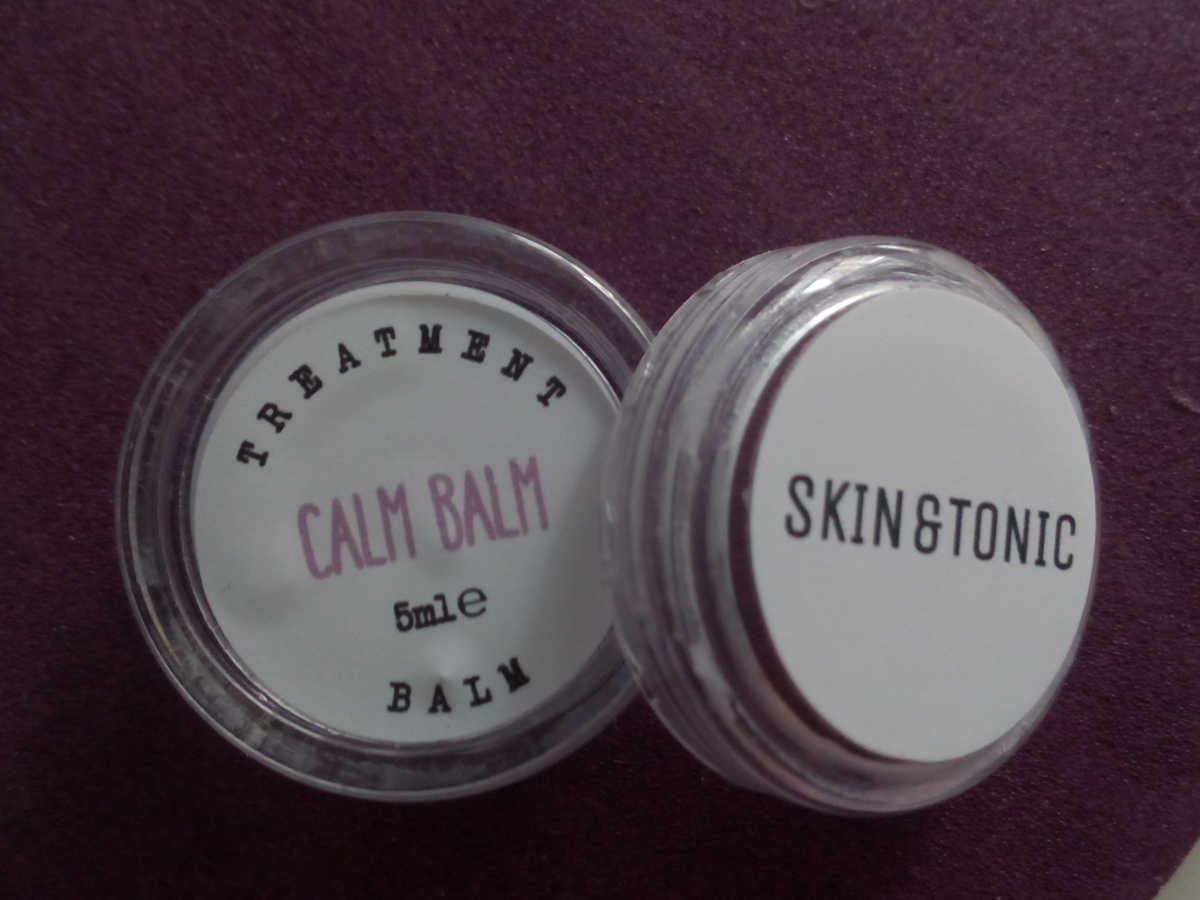 TREATMENT
CALM BALM
5ml℮
BALM
SKIN&TONIC